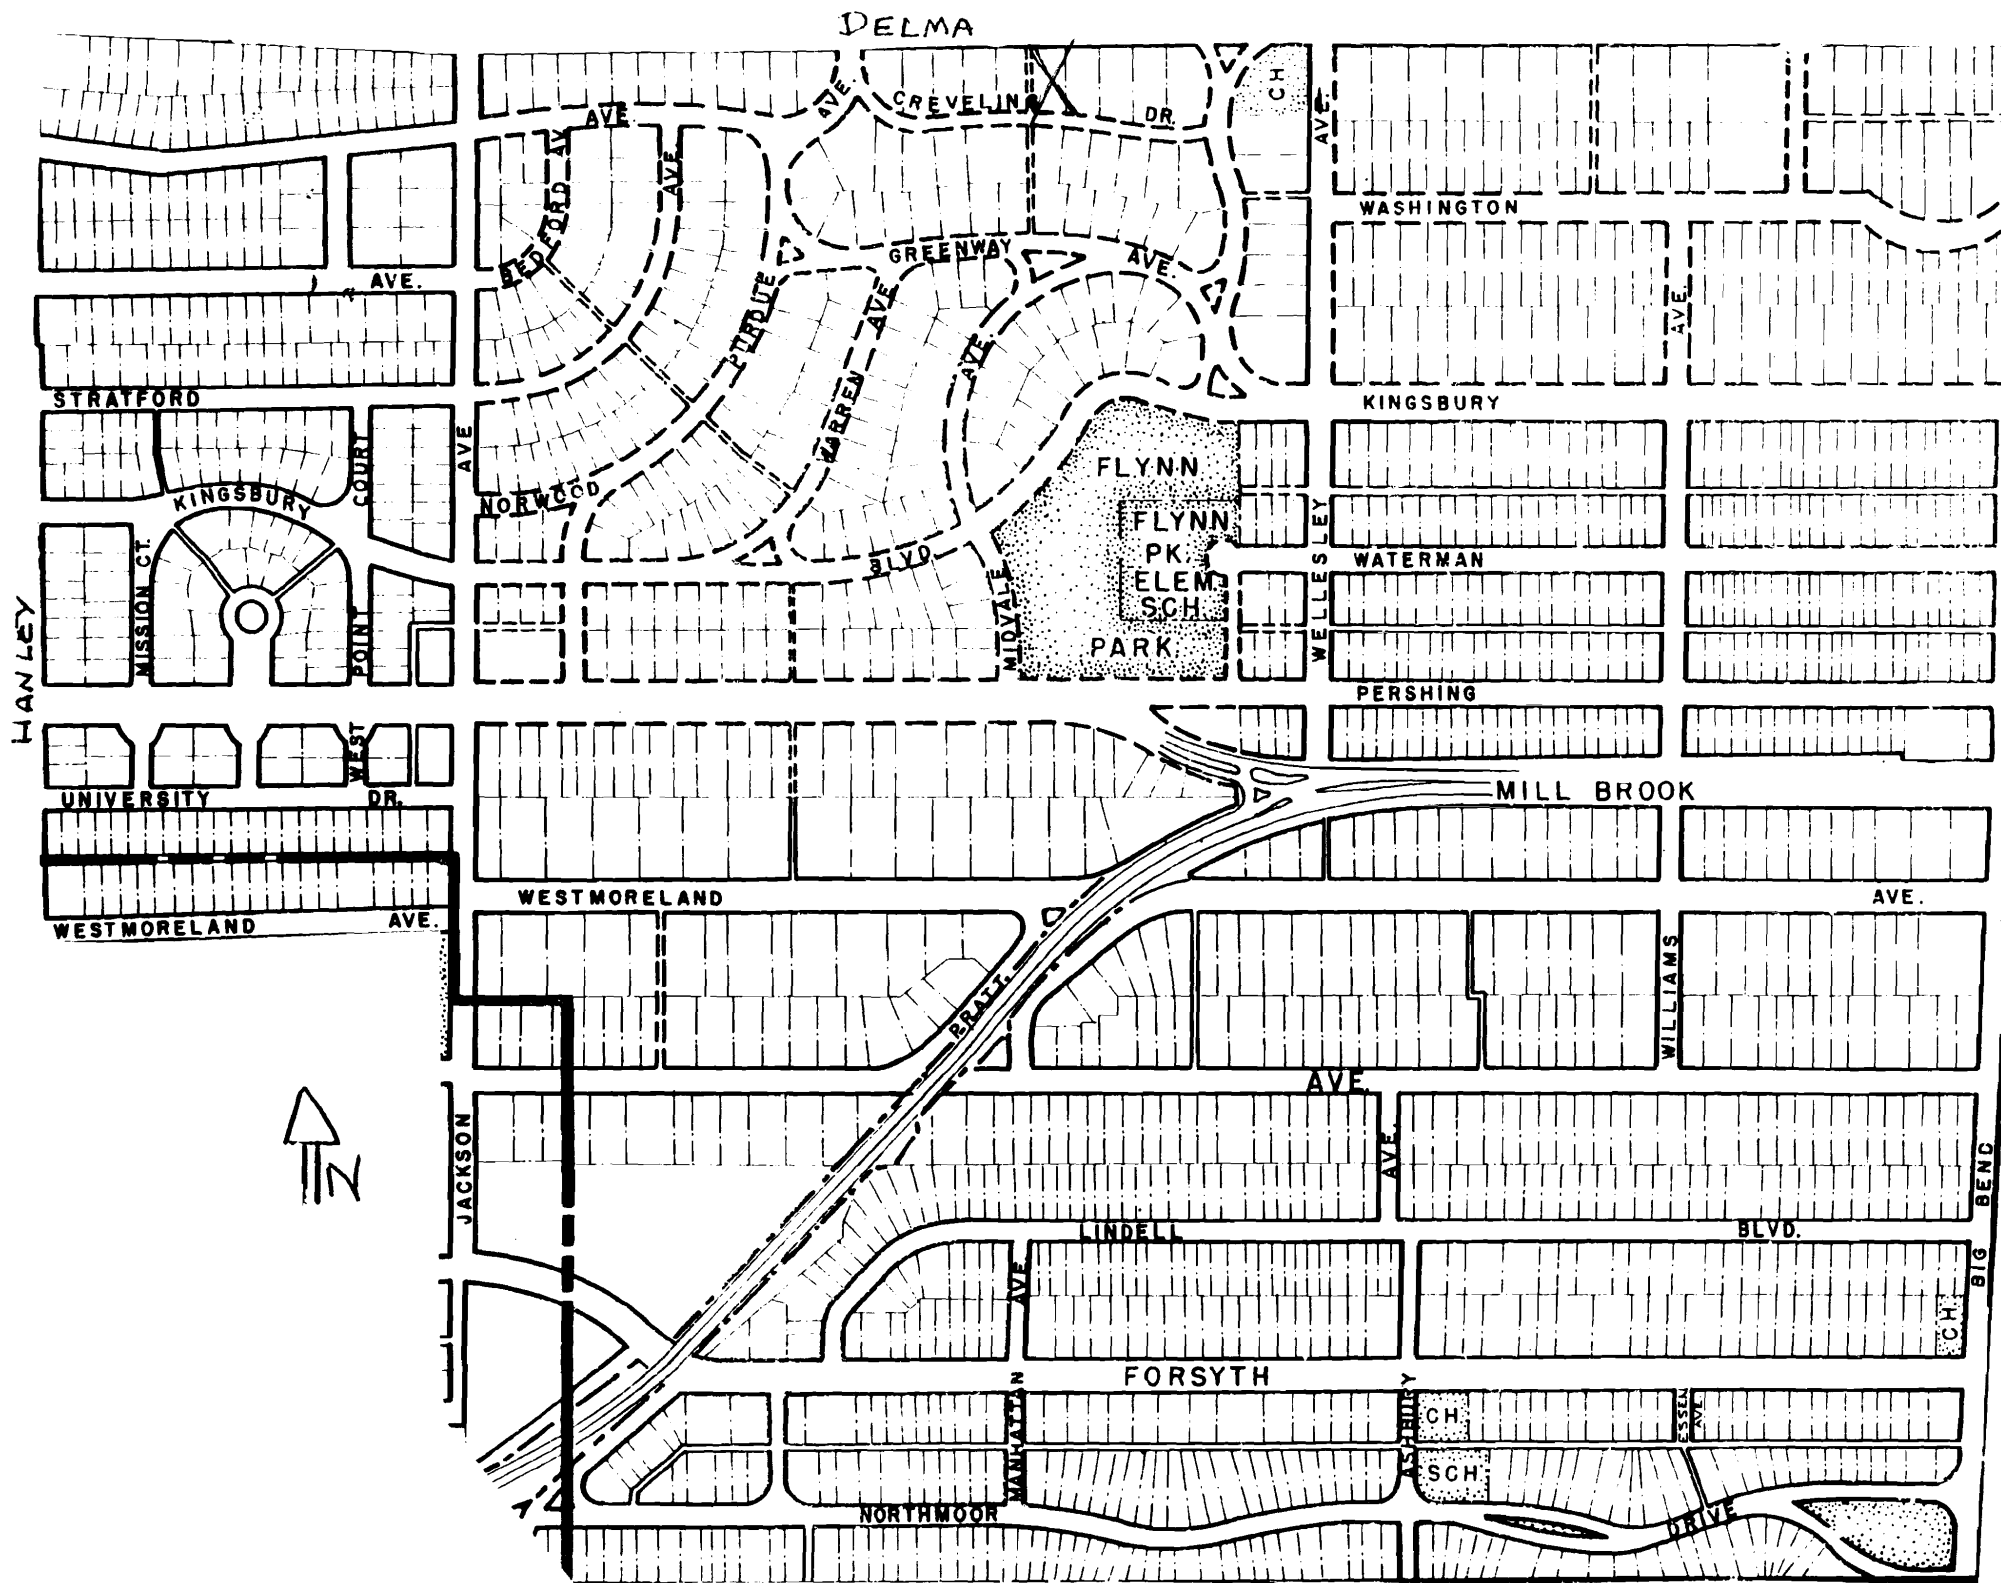 DELMA
CREVELING
DR.
AVE.
CH
AVE.
AVE.
BEDFORD AV
AVE.
WASHINGTON
GREENWAY
AVE.
AVE.
PURDUE
WARREN AVE.
AVE.
AVE.
STRATFORD
KINGSBURY
COURT
AVE
KINGSBURY
NORWOOD
FLYNN
FLYNN
PK.
ELEM.
SCH.
PARK
WELLESLEY
WATERMAN
BLVD.
MIDVALE
MISSION CT.
POINT
WEST
HANLEY
PERSHING
UNIVERSITY
DR.
MILL BROOK
WESTMORELAND
AVE.
WESTMORELAND
AVE.
PRATT.
WILLIAMS
AVE.
N
JACKSON
AVE.
BIG BEND
LINDELL
BLVD.
AVE.
CH
FORSYTH
MANHATTAN
ASHBURY
CH
ESSEN AVE.
SCH
NORTHMOOR
DRIVE